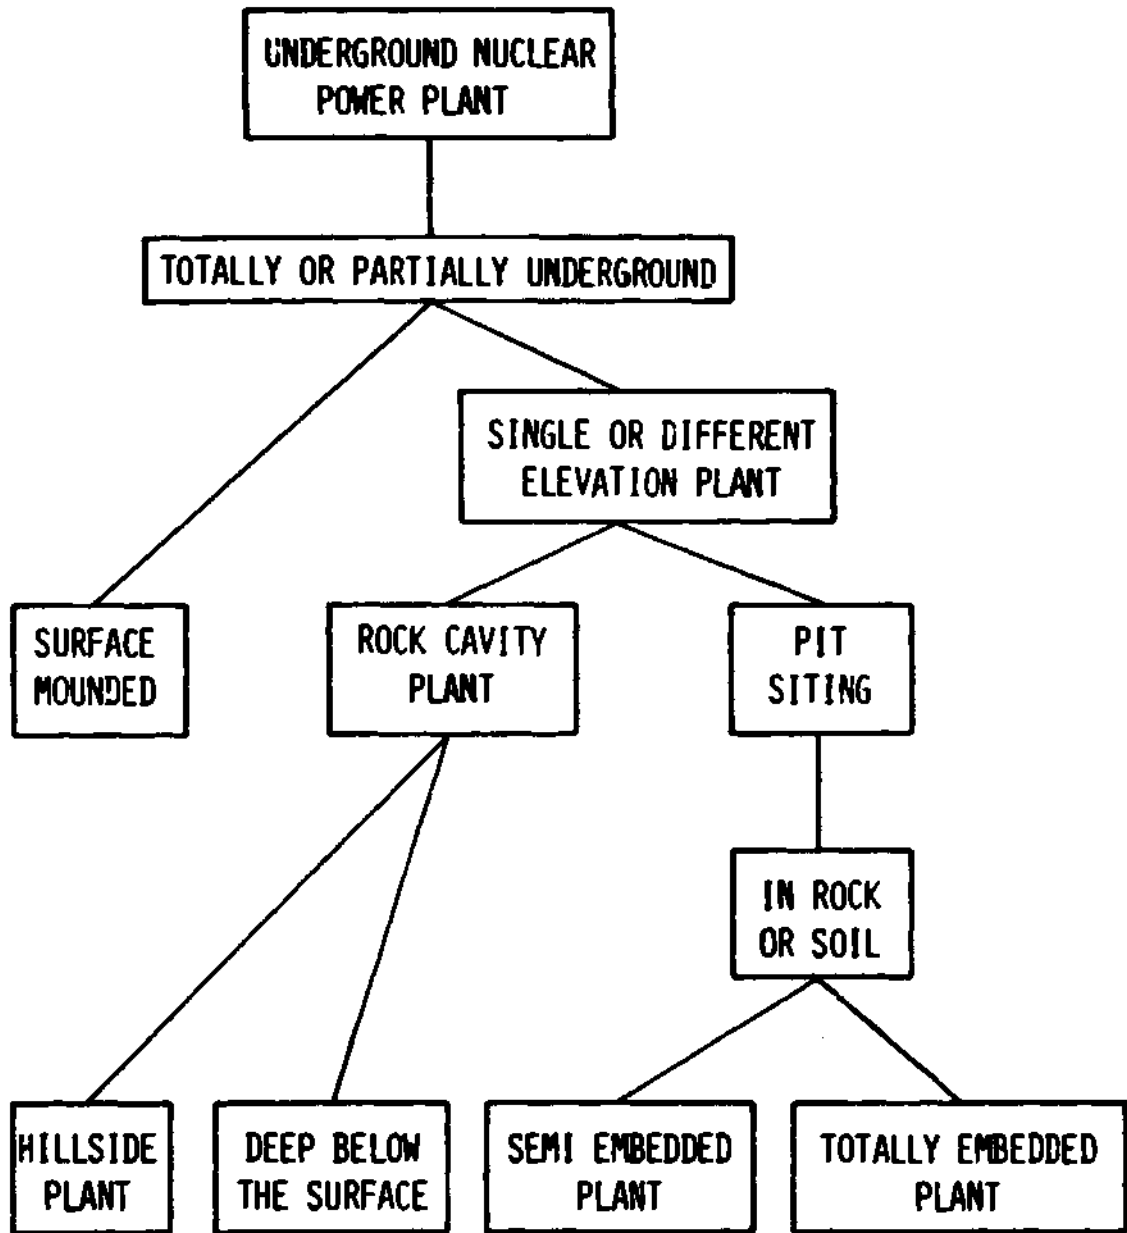 UNDERGROUND NUCLEAR
POWER PLANT
TOTALLY OR PARTIALLY UNDERGROUND
SINGLE OR DIFFERENT
ELEVATION PLANT
SURFACE
MOUNDED
ROCK CAVITY
PLANT
PIT
SITING
IN ROCK
OR SOIL
HILLSIDE
PLANT
DEEP BELOW
THE SURFACE
SEMI EMBEDDED
PLANT
TOTALLY EMBEDDED
PLANT